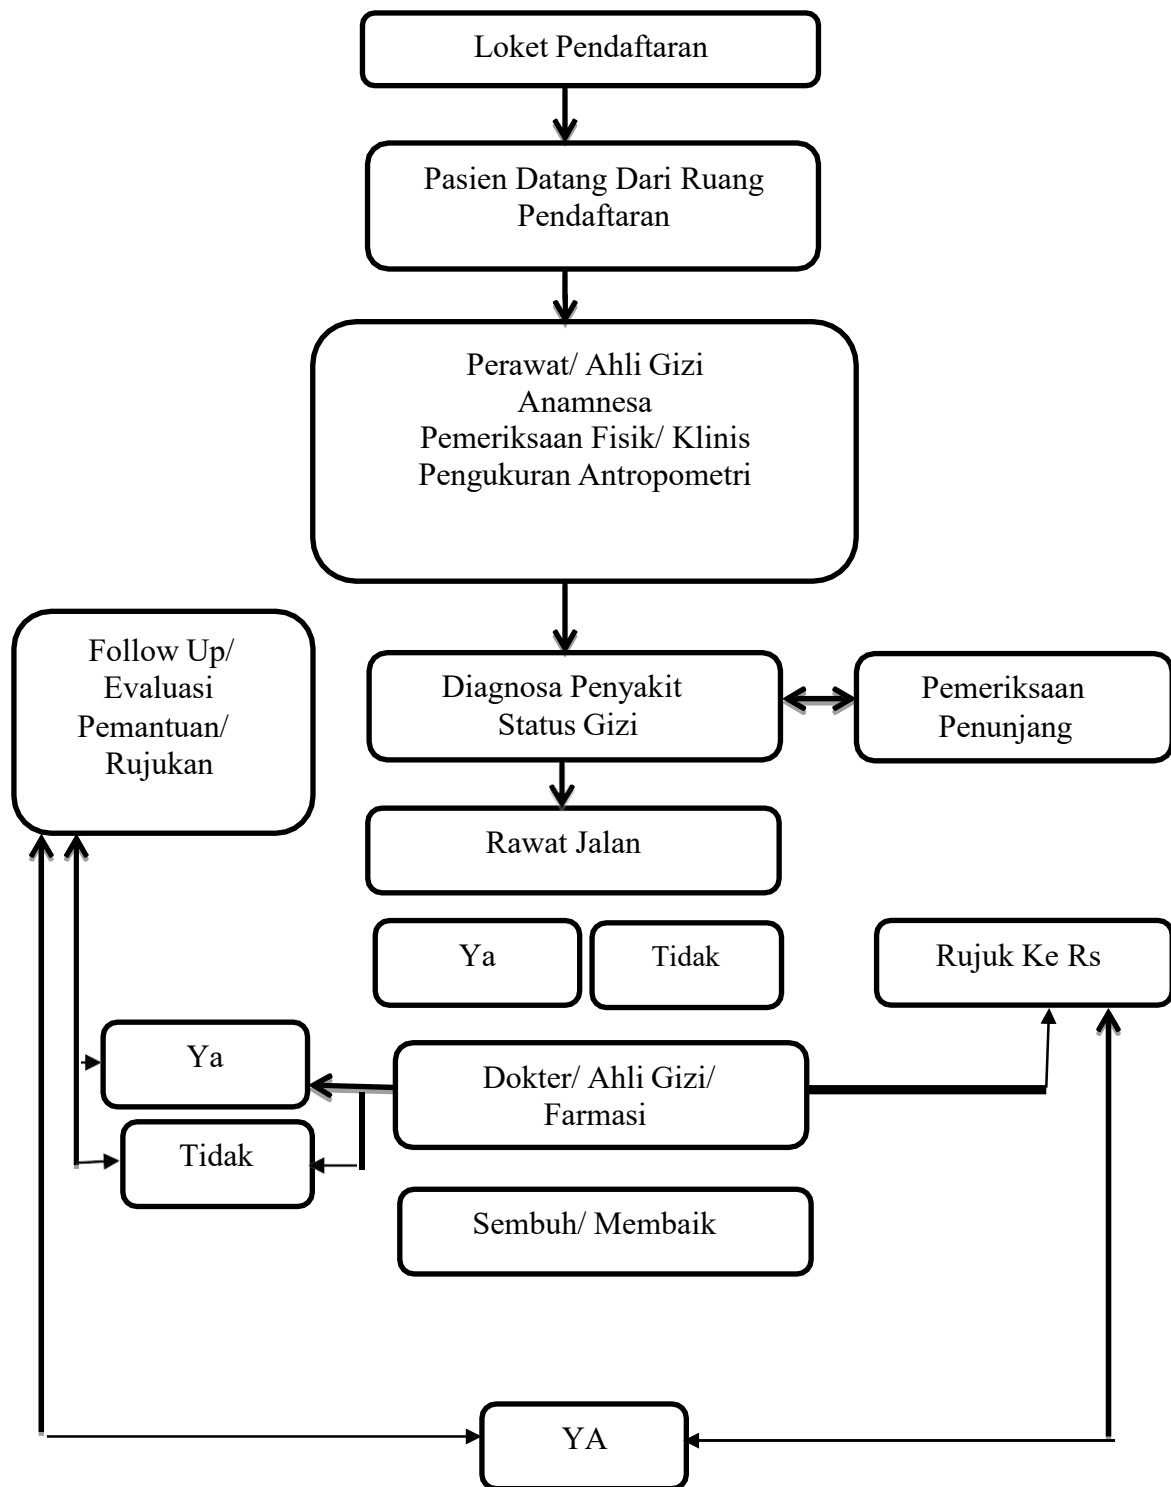 Loket Pendaftaran
Pasien Datang Dari Ruang
Pendaftaran
Perawat/ Ahli Gizi
Anamnesa
Pemeriksaan Fisik/ Klinis
Pengukuran Antropometri
Follow Up/
Evaluasi
Pemantuan/
Rujukan
Diagnosa Penyakit
Status Gizi
Pemeriksaan
Penunjang
Rawat Jalan
Ya
Tidak
Rujuk Ke Rs
Ya
Dokter/ Ahli Gizi/
Farmasi
Tidak
Sembuh/ Membaik
YA